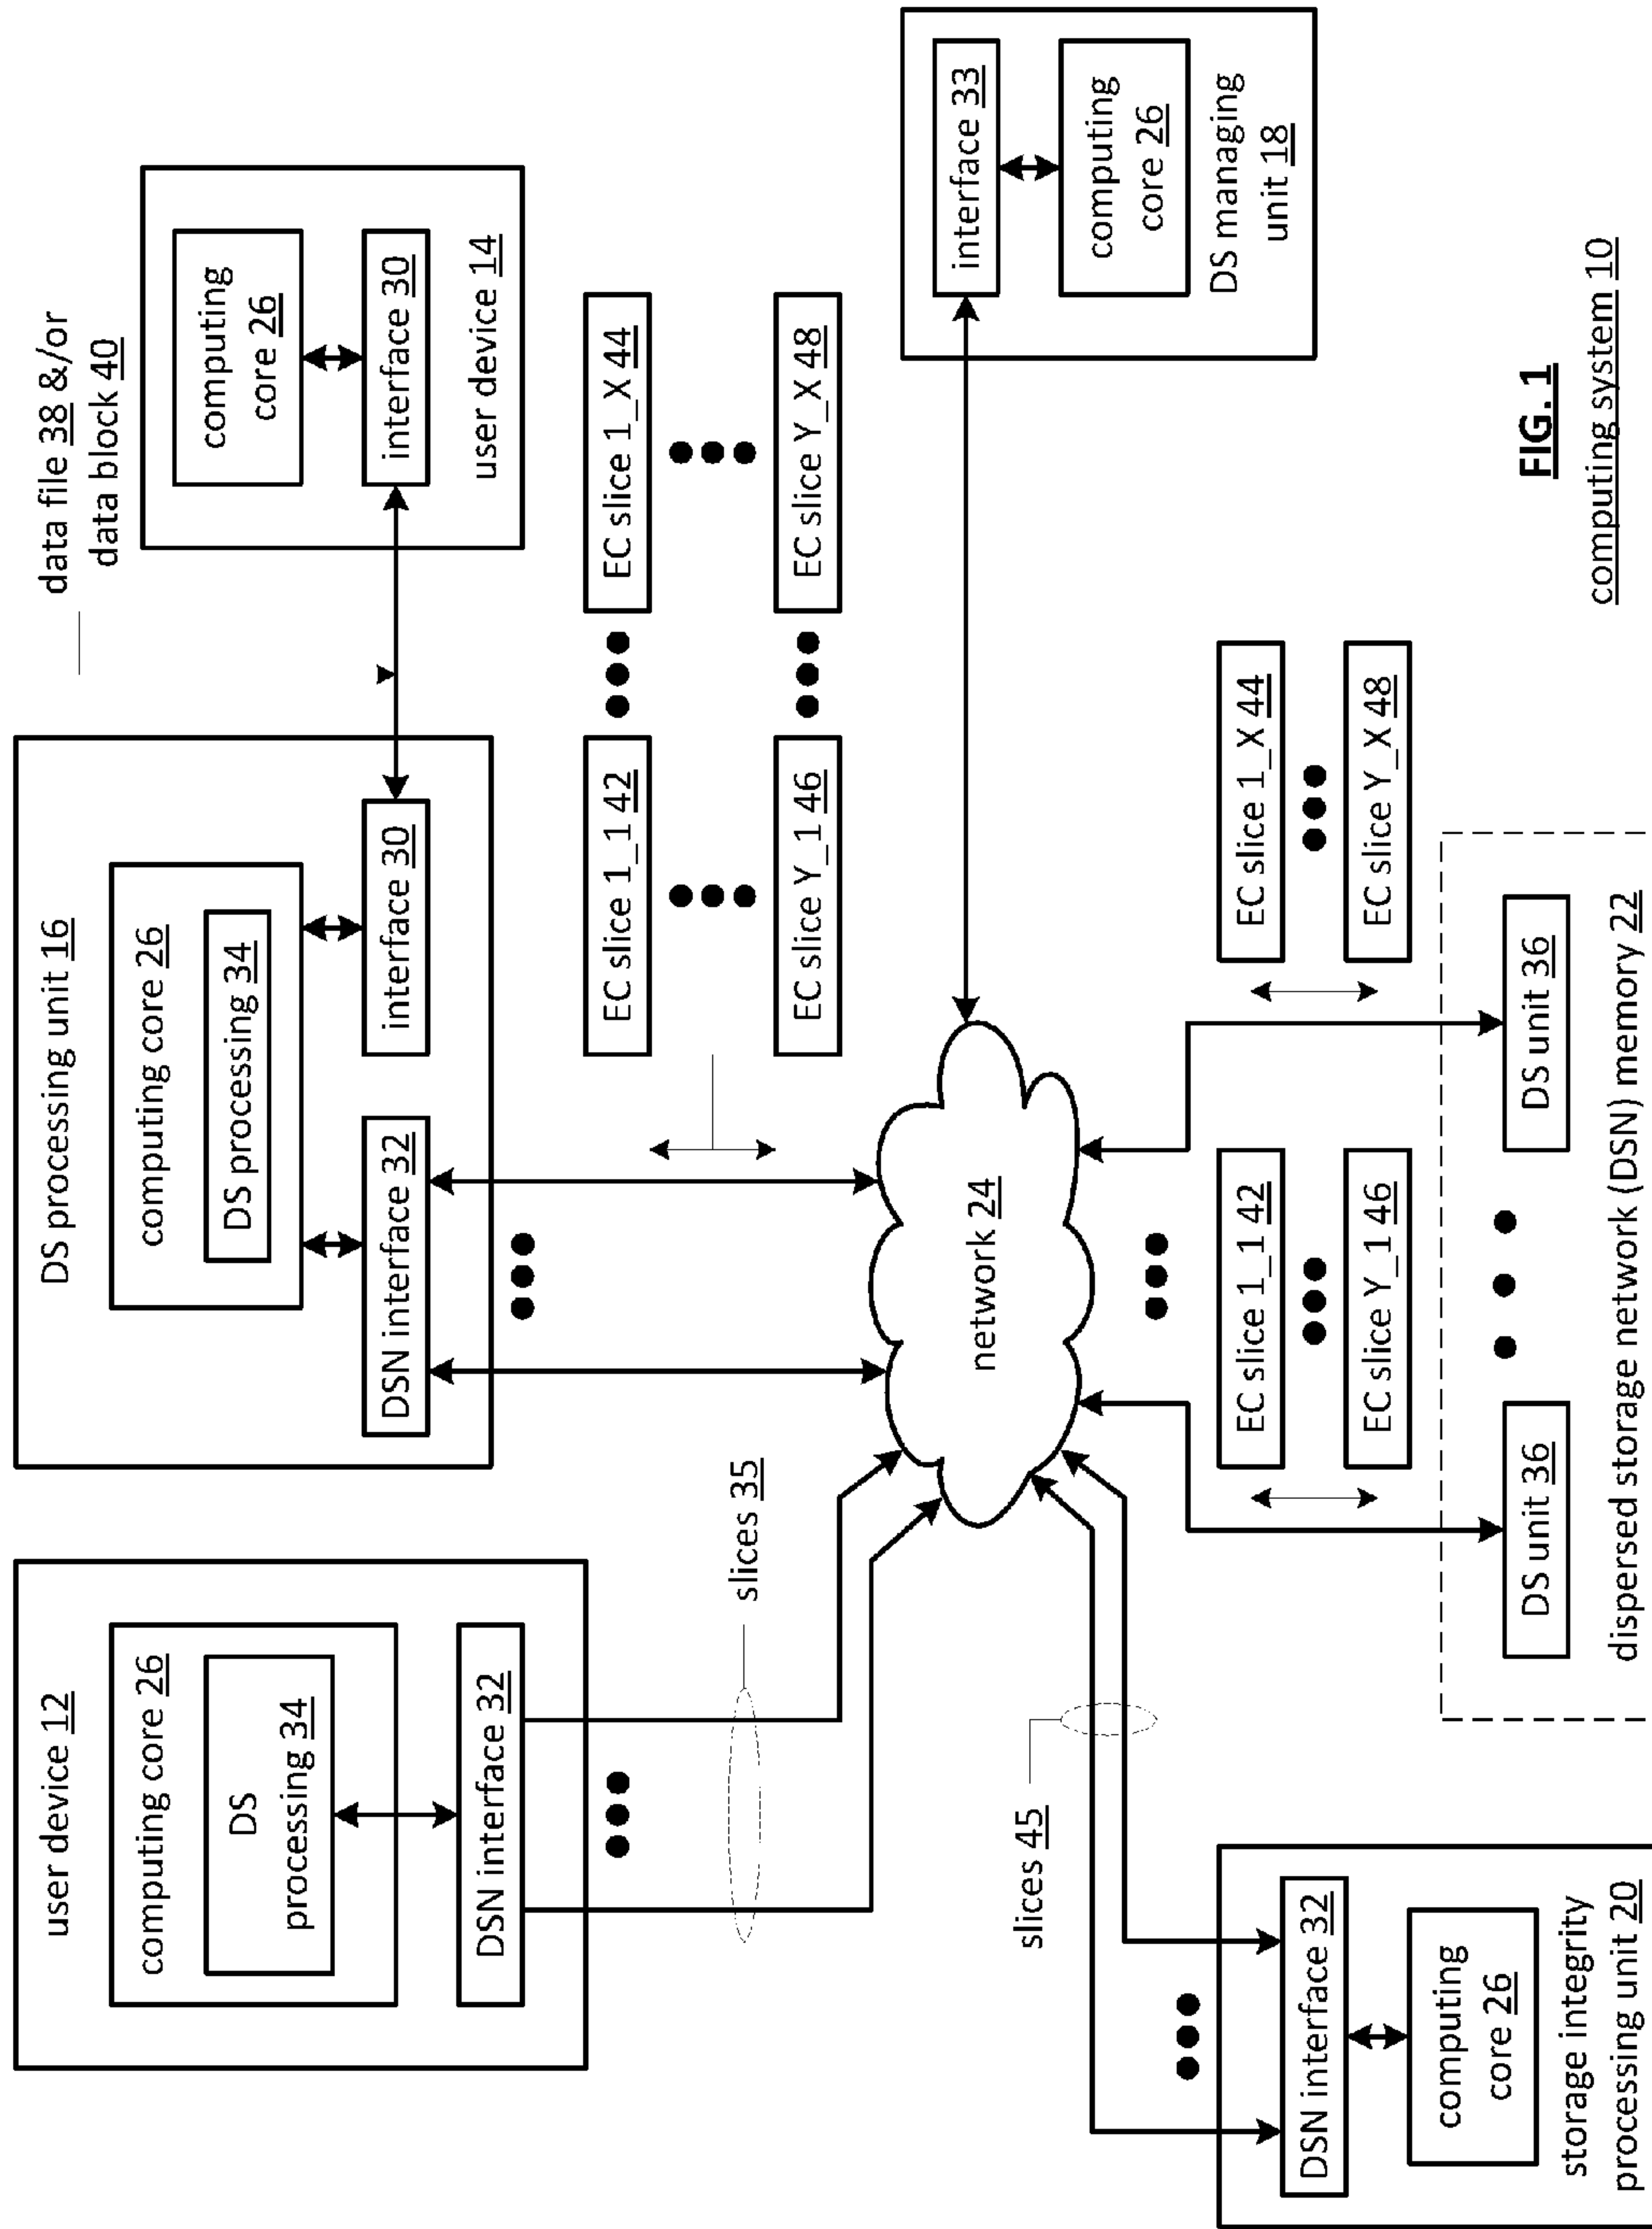 user device 12
computing core 26
DS
processing 34
DSN interface 32
slices 35
DS processing unit 16
computing core 26
DS processing 34
DSN interface 32
interface 30
data file 38 &/or
data block 40
computing
core 26
interface 30
user device 14
EC slice 1_1 42
EC slice 1_X 44
EC slice Y_1 46
EC slice Y_X 48
network 24
interface 33
computing
core 26
DS managing
unit 18
slices 45
DSN interface 32
computing
core 26
storage integrity
processing unit 20
EC slice 1_1 42
EC slice Y_1 46
EC slice 1_X 44
EC slice Y_X 48
DS unit 36
DS unit 36
dispersed storage network (DSN) memory 22
FIG. 1
computing system 10